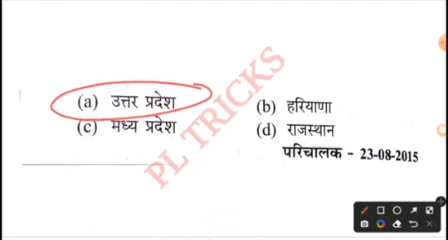 (a) उत्तर प्रदेश (b) हरियाणा
(c) मध्य प्रदेश (d) राजस्थान
परिचालक - 23-08-2015
PL TRICKS